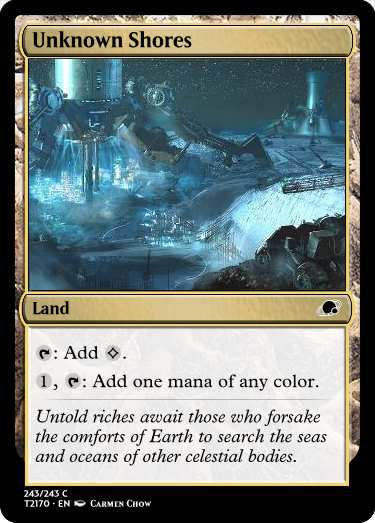 Unknown Shores
Land
: Add .
1, : Add one mana of any color.
Untold riches await those who forsake
the comforts of Earth to search the seas
and oceans of other celestial bodies.
243/243 C
T2170 · EN Carmen Chow